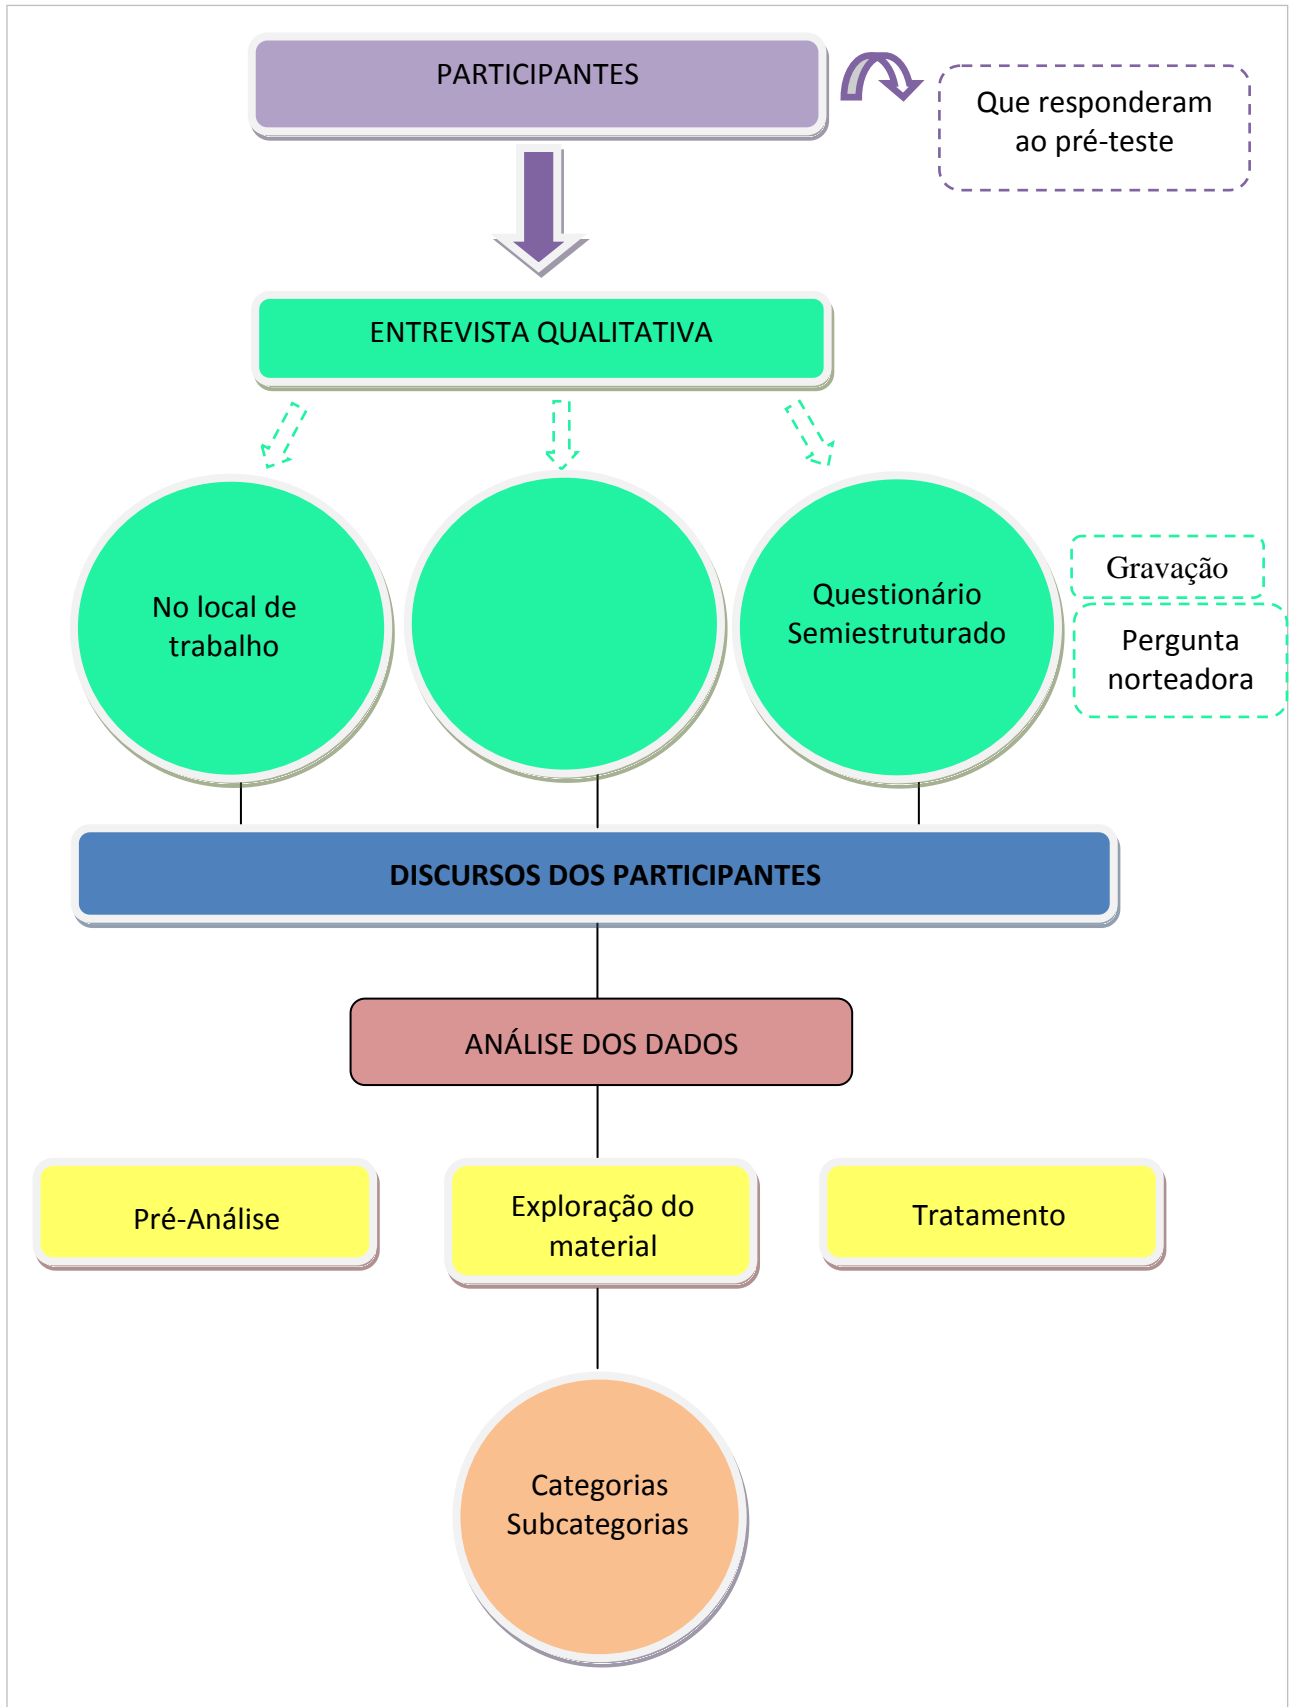 PARTICIPANTES
Que responderam
ao pré-teste
ENTREVISTA QUALITATIVA
No local de
trabalho
Questionário
Semiestruturado
Gravação
Pergunta
norteadora
DISCURSOS DOS PARTICIPANTES
ANÁLISE DOS DADOS
Pré-Análise
Exploração do
material
Tratamento
Categorias
Subcategorias